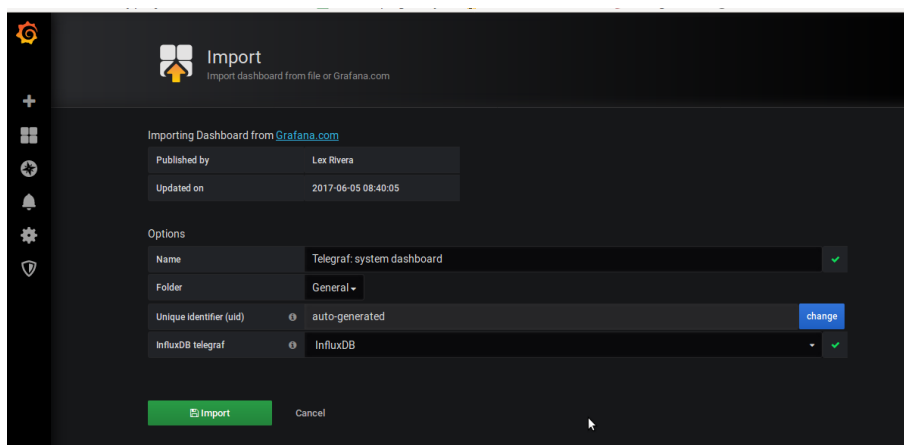 Import
Import dashboard from file or Grafana.com
Importing Dashboard from Grafana.com
Published by Lex Rivera
Updated on 2017-06-05 08:40:05
Options
Name Telegraf: system dashboard
Folder General
Unique identifier (uid) auto-generated change
InfluxDB telegraf InfluxDB
Import Cancel